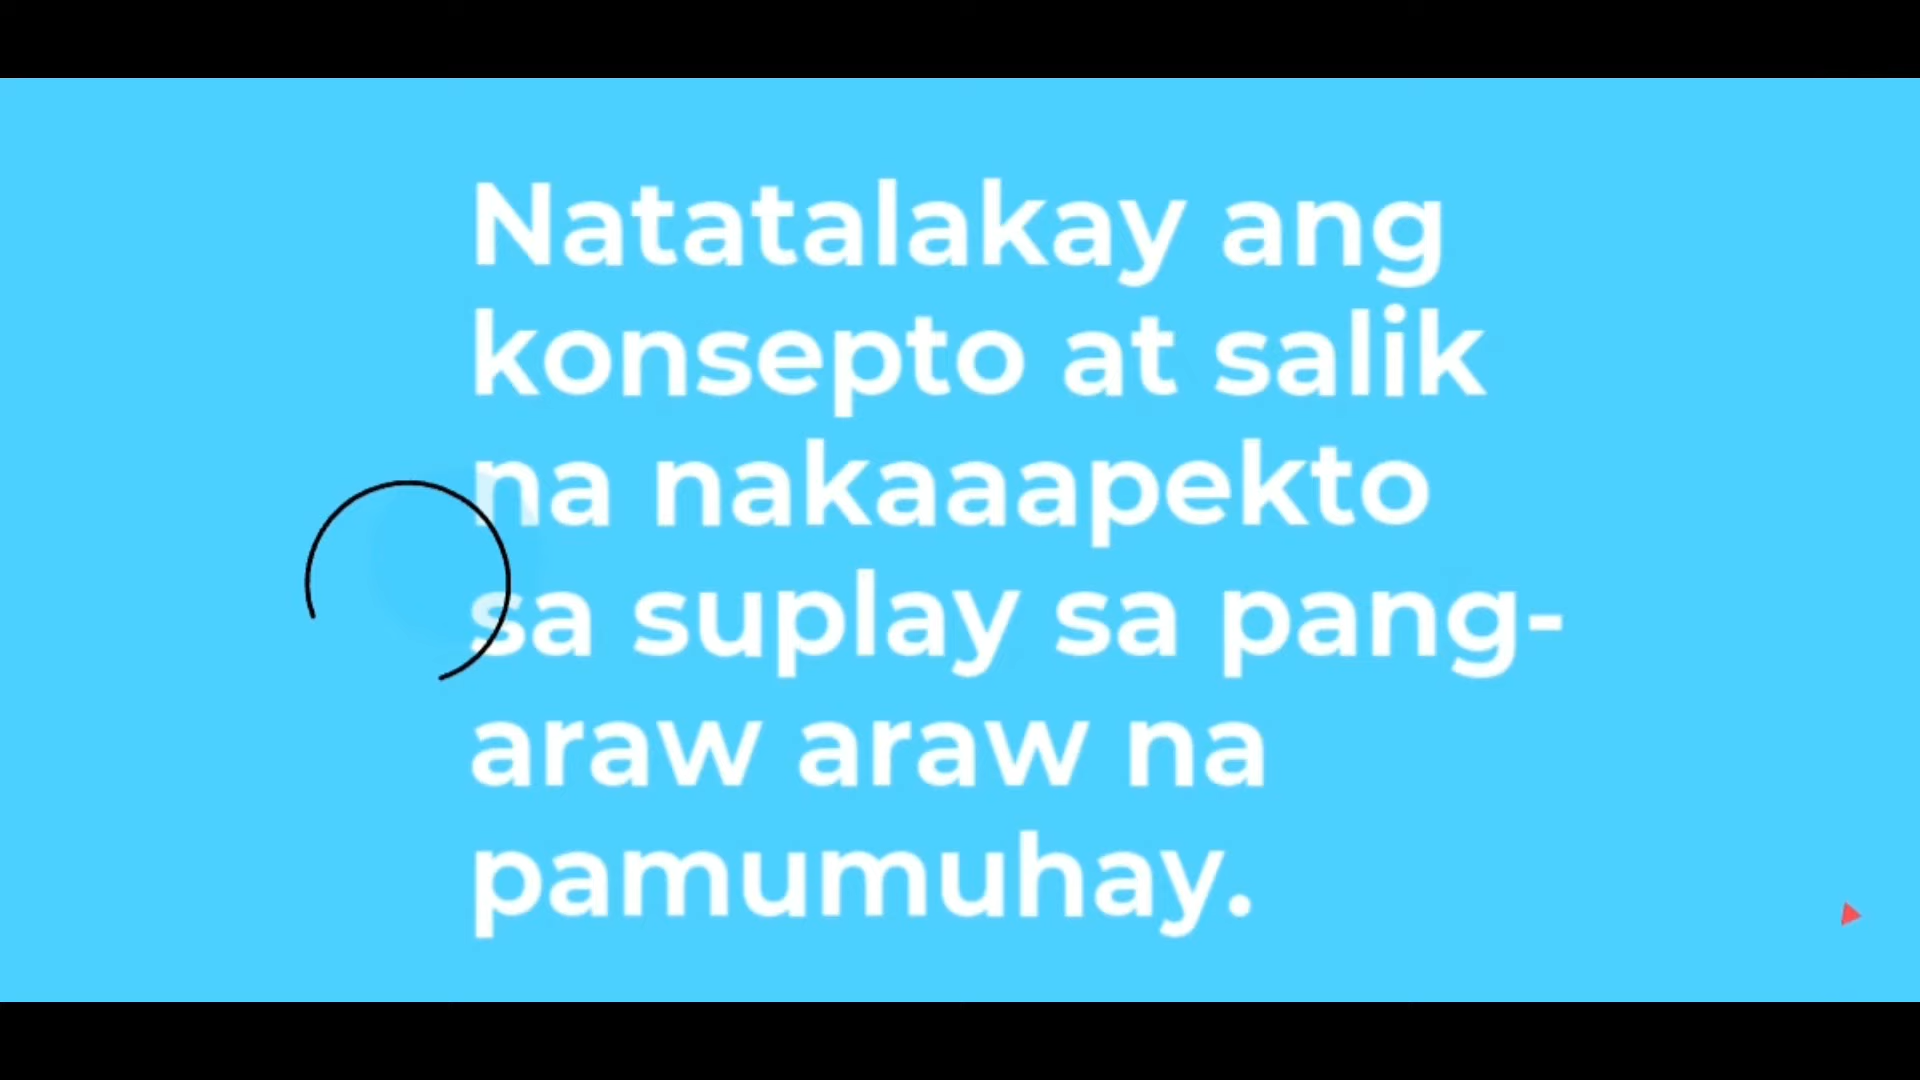 Natatalakay ang
konsepto at salik
na nakaaapekto
sa suplay sa pang-
araw araw na
pamumuhay.